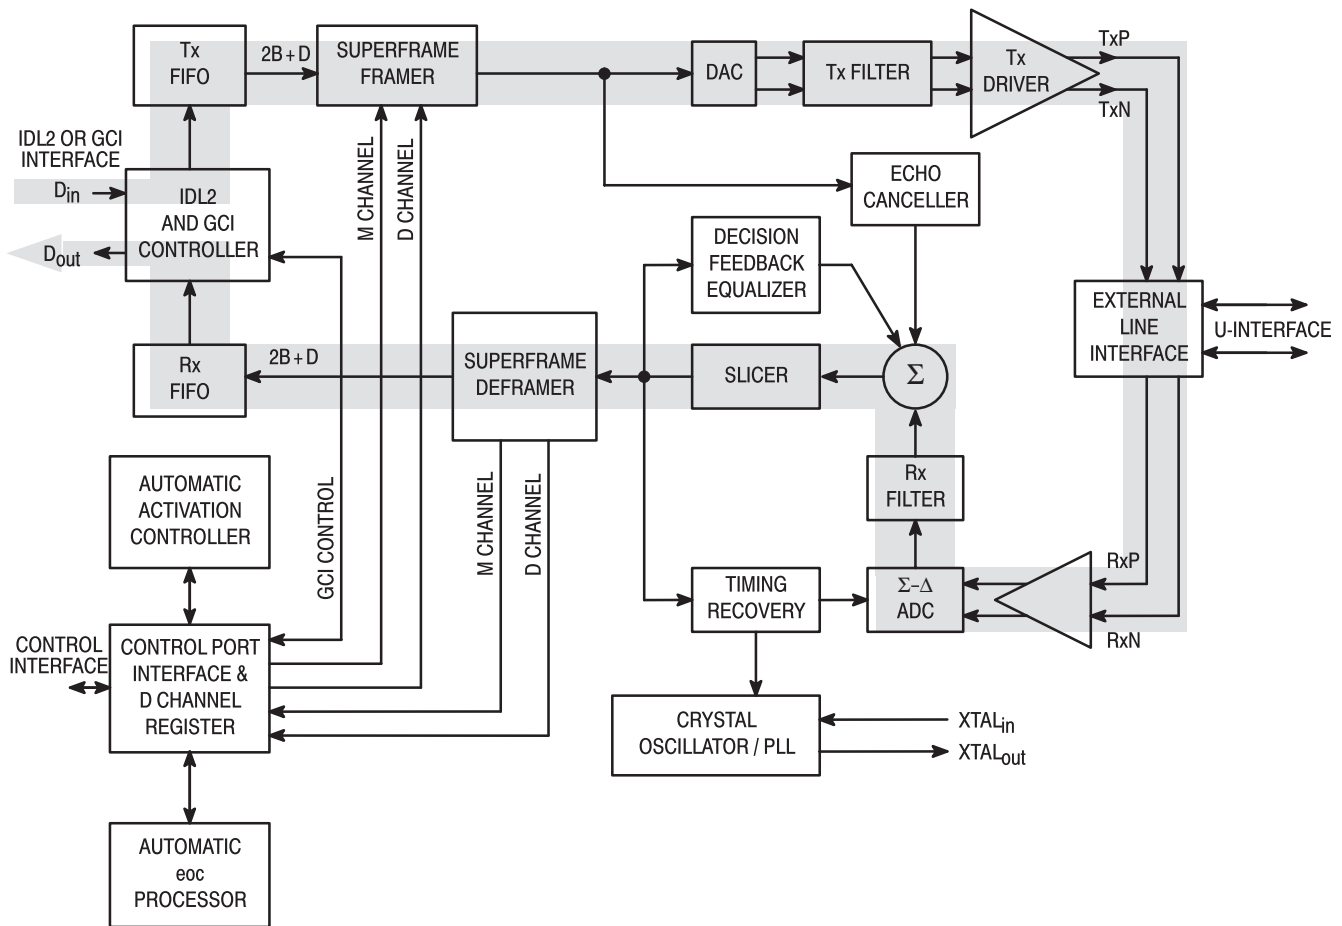 Tx
FIFO
2B+D
SUPERFRAME
FRAMER
DAC
Tx FILTER
Tx
DRIVER
TxP
TxN
IDL2 OR GCI
INTERFACE
Din
Dout
IDL2
AND GCI
CONTROLLER
M CHANNEL
D CHANNEL
ECHO
CANCELLER
DECISION
FEEDBACK
EQUALIZER
EXTERNAL
LINE
INTERFACE
U-INTERFACE
Rx
FIFO
2B+D
SUPERFRAME
DEFRAMER
SLICER
Σ
Rx
FILTER
AUTOMATIC
ACTIVATION
CONTROLLER
GCI CONTROL
M CHANNEL
D CHANNEL
TIMING
RECOVERY
Σ–Δ
ADC
RxP
RxN
CONTROL
INTERFACE
CONTROL PORT
INTERFACE &
D CHANNEL
REGISTER
CRYSTAL
OSCILLATOR / PLL
XTALin
XTALout
AUTOMATIC
eoc
PROCESSOR